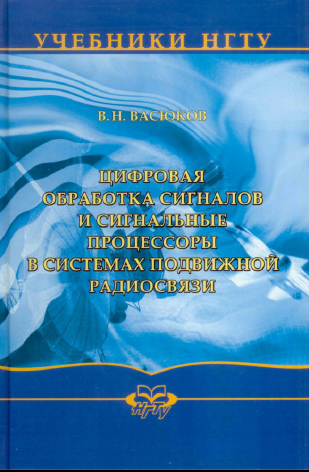 УЧЕБНИКИ НГТУ
В. Н. ВАСЮКОВ
ЦИФРОВАЯ
ОБРАБОТКА СИГНАЛОВ
И СИГНАЛЬНЫЕ
ПРОЦЕССОРЫ
В СИСТЕМАХ ПОДВИЖНОЙ
РАДИОСВЯЗИ
НГТУ